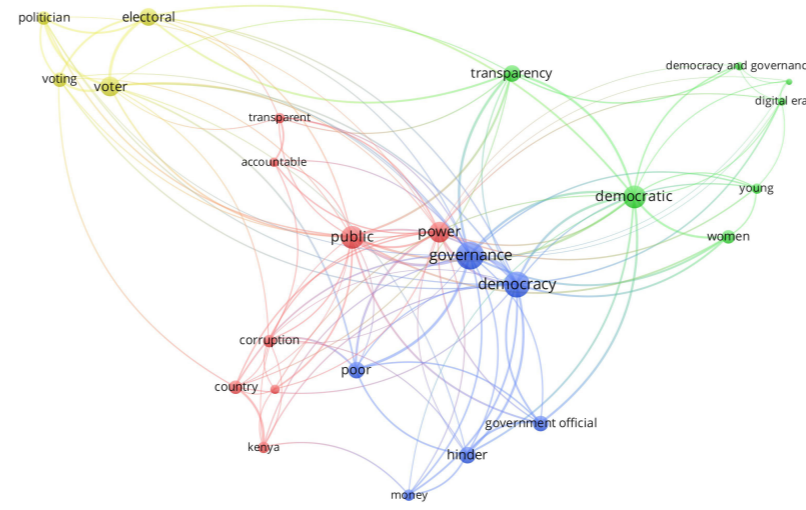 politician
electoral
voting
voter
transparency
democracy and governanc
digital era
transparent
accountable
democratic
young
women
public
power
governance
democracy
corruption
country
poor
kenya
government official
hinder
money